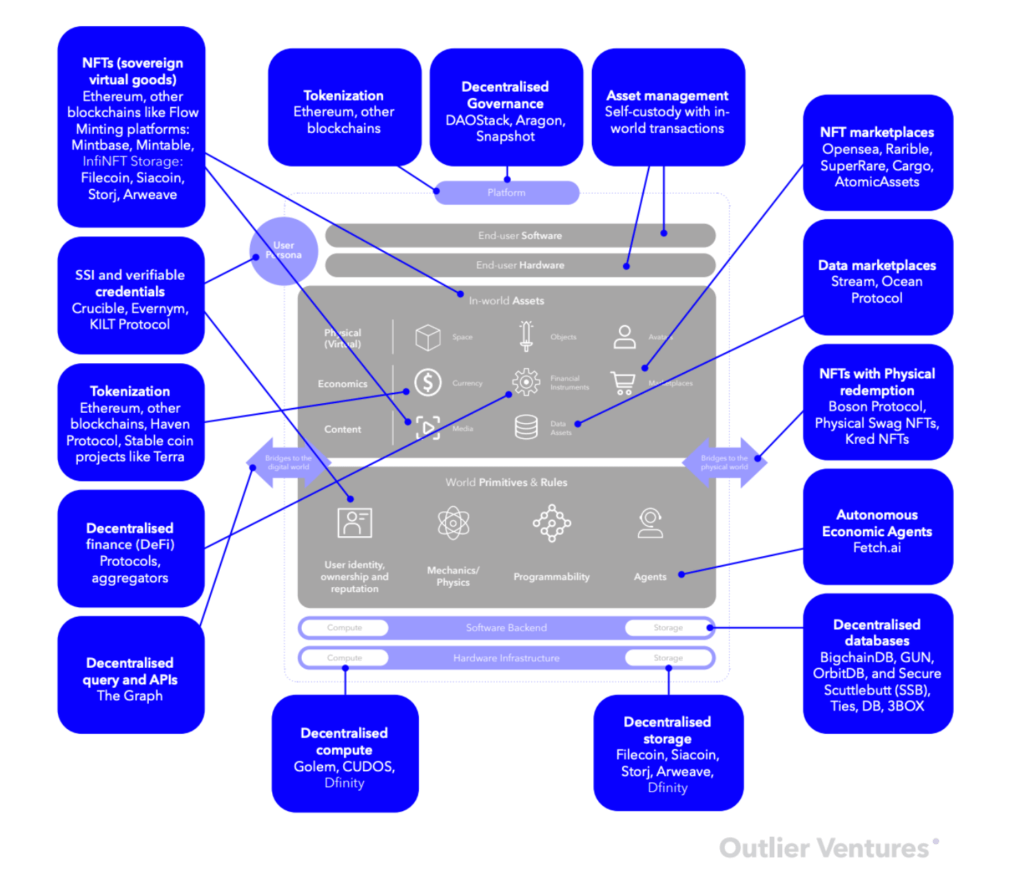 NFTs (sovereign
virtual goods)
Ethereum, other
blockchains like Flow
Minting platforms:
Mintbase, Mintable,
InfiNFT Storage:
Filecoin, Siacoin,
Storj, Arweave
Tokenization
Ethereum, other
blockchains
Decentralised
Governance
DAOStack, Aragon,
Snapshot
Asset management
Self-custody with in-
world transactions
NFT marketplaces
Opensea, Rarible,
SuperRare, Cargo,
AtomicAssets
Platform
User
Persona
End-user Software
End-user Hardware
SSI and verifiable
credentials
Crucible, Evernym,
KILT Protocol
Data marketplaces
Stream, Ocean
Protocol
In-world Assets
Physical
(Virtual)
Space
Objects
Avatars
Economics
Currency
Financial
Instruments
Marketplaces
Content
Media
Data
Assets
Tokenization
Ethereum, other
blockchains, Haven
Protocol, Stable coin
projects like Terra
NFTs with Physical
redemption
Boson Protocol,
Physical Swag NFTs,
Kred NFTs
Bridges to the
digital world
Bridges to the
physical world
World Primitives & Rules
User identity,
ownership and
reputation
Mechanics/
Physics
Programmability
Agents
Decentralised
finance (DeFi)
Protocols,
aggregators
Autonomous
Economic Agents
Fetch.ai
Compute
Software Backend
Storage
Compute
Hardware Infrastructure
Storage
Decentralised
query and APIs
The Graph
Decentralised
databases
BigchainDB, GUN,
OrbitDB, and Secure
Scuttlebutt (SSB),
Ties, DB, 3BOX
Decentralised
compute
Golem, CUDOS,
Dfinity
Decentralised
storage
Filecoin, Siacoin,
Storj, Arweave,
Dfinity
Outlier Ventures